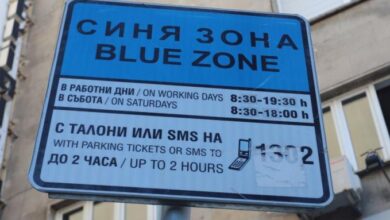 СИНЯ ЗОНА
BLUE ZONE
В РАБОТНИ ДНИ / ON WORKING DAYS 8:30-19:30 h
В СЪБОТА / ON SATURDAYS 8:30-18:00 h
С ТАЛОНИ ИЛИ SMS НА
WITH PARKING TICKETS OR SMS TO 1302
ДО 2 ЧАСА / UP TO 2 HOURS